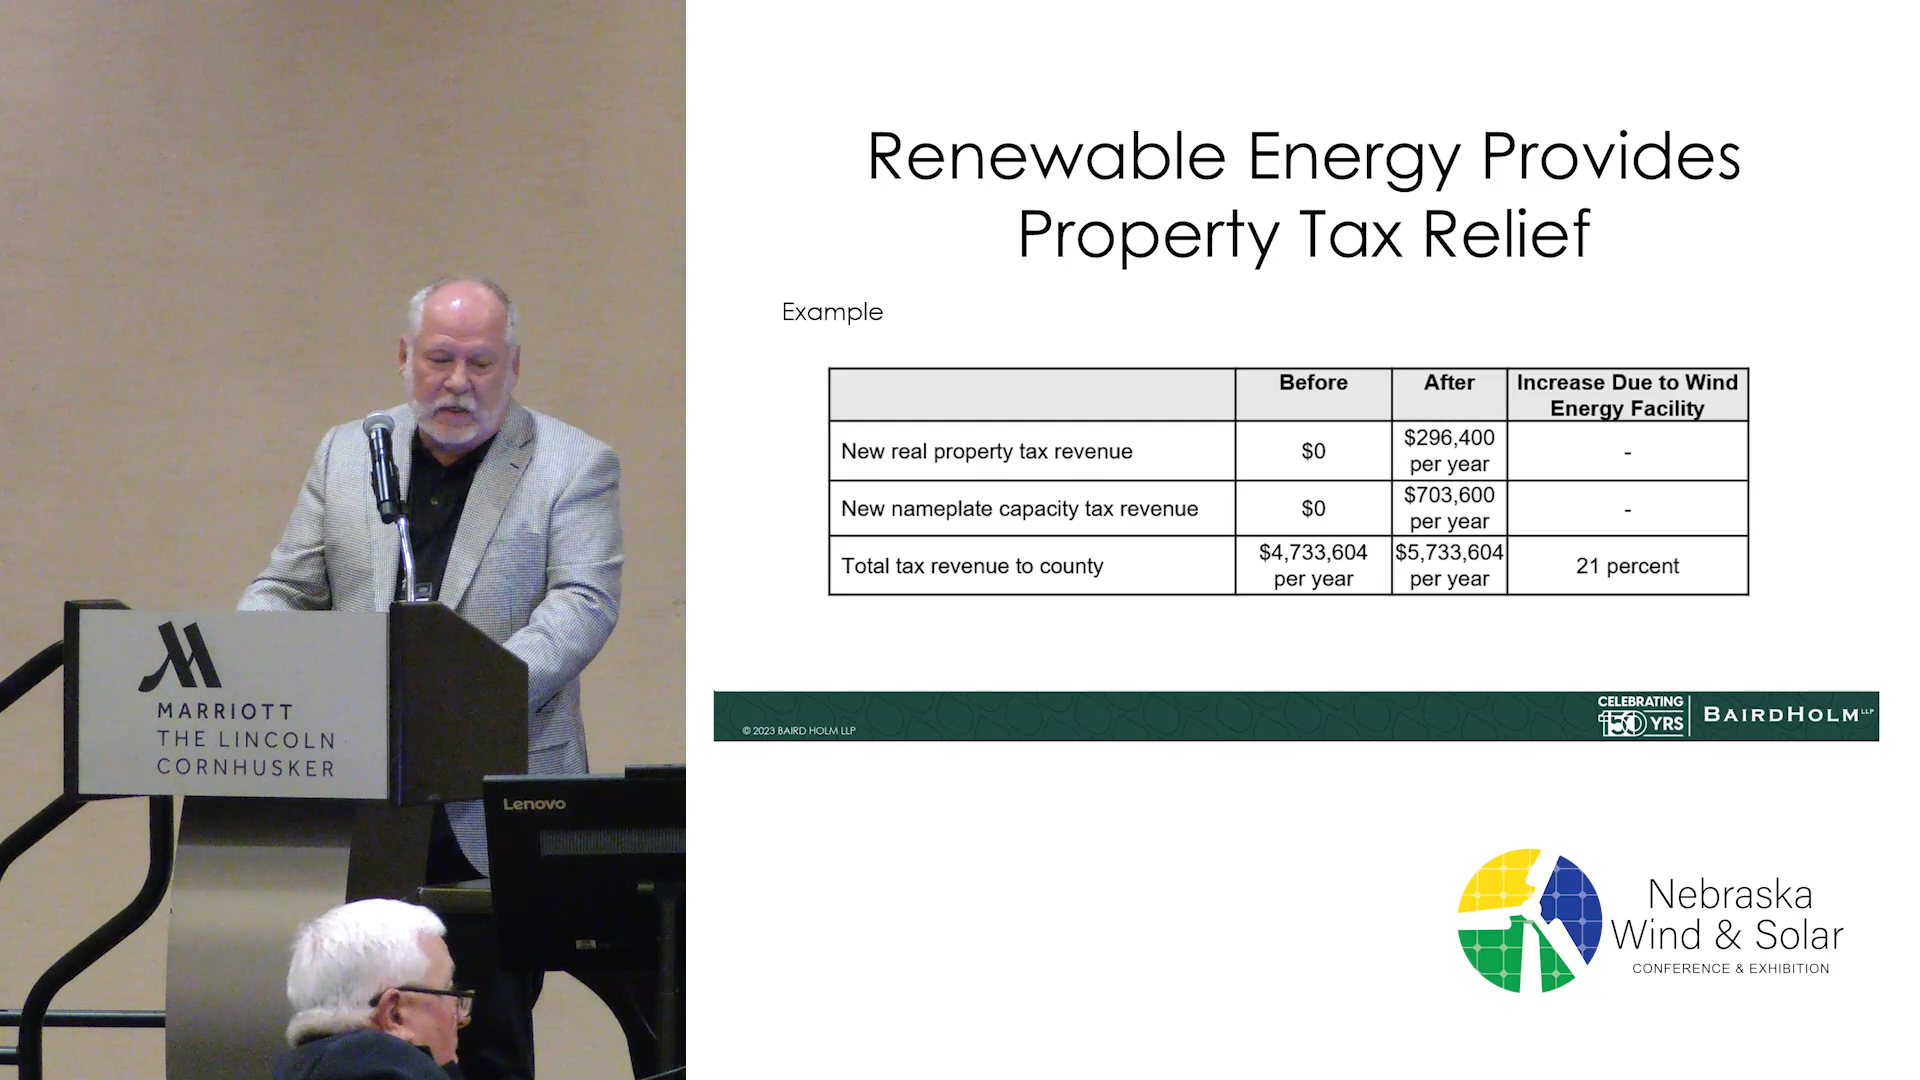 MARRIOTT
THE LINCOLN
CORNHUSKER
Lenovo
Renewable Energy Provides
Property Tax Relief
Example
Before After Increase Due to Wind
Energy Facility
New real property tax revenue $0 $296,400
per year -
New nameplate capacity tax revenue $0 $703,600
per year -
Total tax revenue to county $4,733,604
per year $5,733,604
per year 21 percent
© 2023 BAIRD HOLM LLP
CELEBRATING
150 YRS
BAIRDHOLM LLP
Nebraska
Wind & Solar
CONFERENCE & EXHIBITION